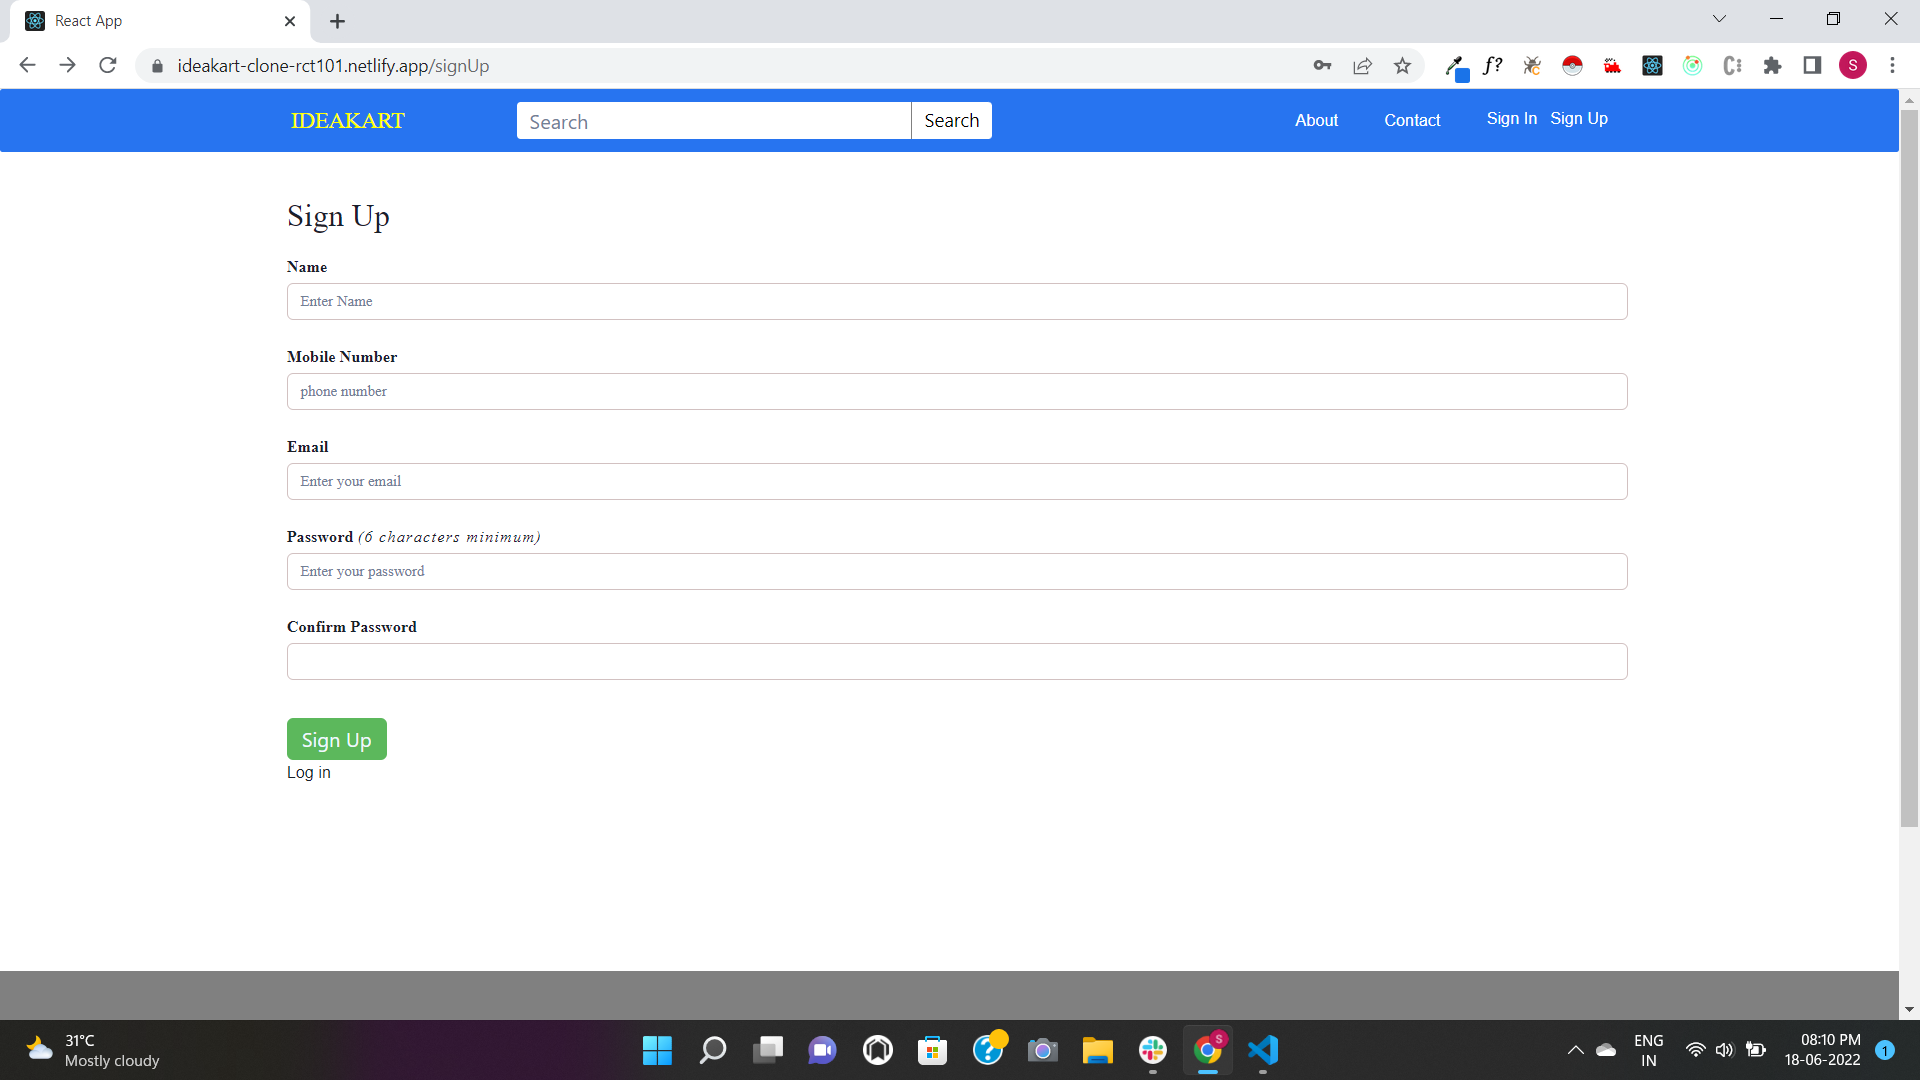 React App
ideakart-clone-rct101.netlify.app/signUp
f?
S
IDEAKART
Search
Search
About
Contact
Sign In
Sign Up
Sign Up
Name
Enter Name
Mobile Number
phone number
Email
Enter your email
Password (6 characters minimum)
Enter your password
Confirm Password
Sign Up
Log in
31°C
Mostly cloudy
S
ENG
IN
08:10 PM
18-06-2022
1